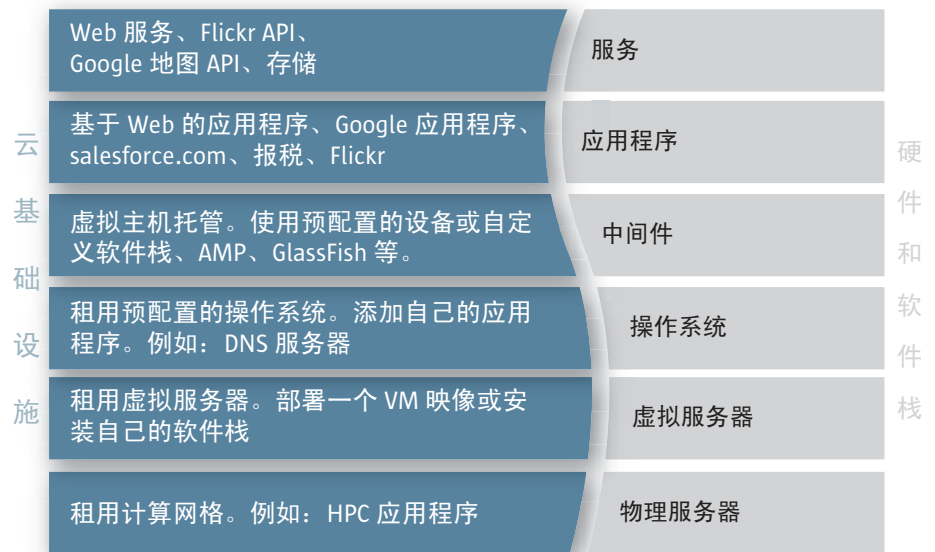 Web 服务、Flickr API、
Google 地图 API、存储
服务
基于 Web 的应用程序、Google 应用程序、
salesforce.com、报税、Flickr
应用程序
虚拟主机托管。使用预配置的设备或自定
义软件栈、AMP、GlassFish 等。
中间件
租用预配置的操作系统。添加自己的应用
程序。例如：DNS 服务器
操作系统
租用虚拟服务器。部署一个 VM 映像或安
装自己的软件栈
虚拟服务器
租用计算网格。例如：HPC 应用程序
物理服务器
云基础设施
硬件和软件栈